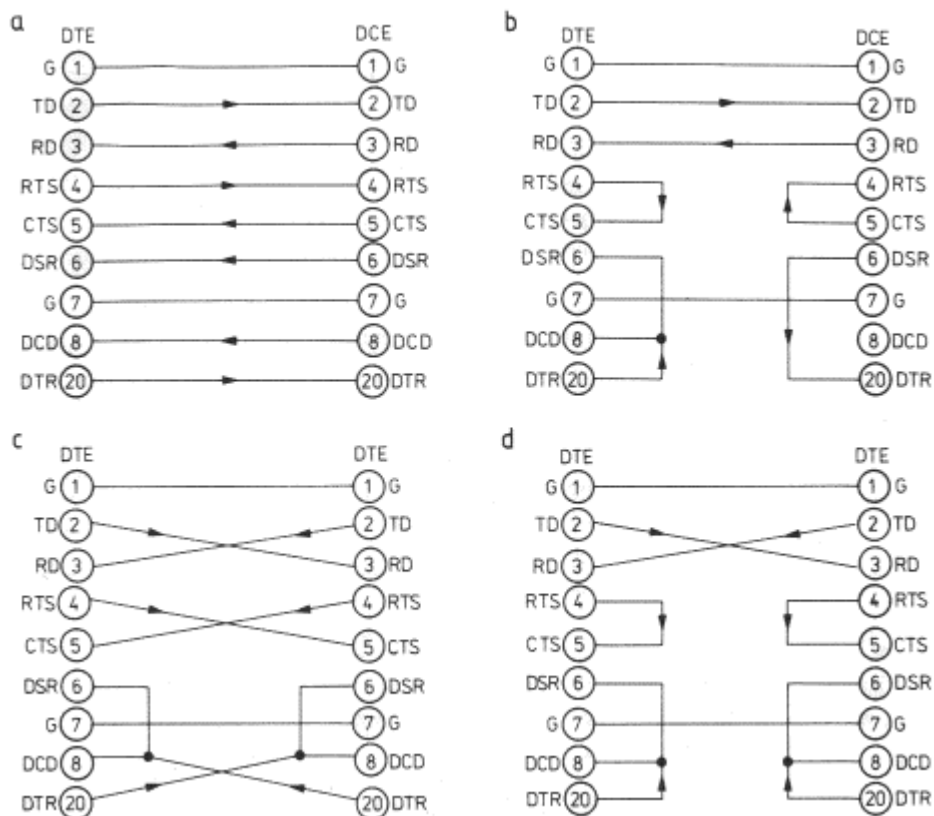 a
DTE DCE
G 1 1 G
TD 2 2 TD
RD 3 3 RD
RTS 4 4 RTS
CTS 5 5 CTS
DSR 6 6 DSR
G 7 7 G
DCD 8 8 DCD
DTR 20 20 DTR
b
DTE DCE
G 1 1 G
TD 2 2 TD
RD 3 3 RD
RTS 4 4 RTS
CTS 5 5 CTS
DSR 6 6 DSR
G 7 7 G
DCD 8 8 DCD
DTR 20 20 DTR
c
DTE DTE
G 1 1 G
TD 2 2 TD
RD 3 3 RD
RTS 4 4 RTS
CTS 5 5 CTS
DSR 6 6 DSR
G 7 7 G
DCD 8 8 DCD
DTR 20 20 DTR
d
DTE DTE
G 1 1 G
TD 2 2 TD
RD 3 3 RD
RTS 4 4 RTS
CTS 5 5 CTS
DSR 6 6 DSR
G 7 7 G
DCD 8 8 DCD
DTR 20 20 DTR